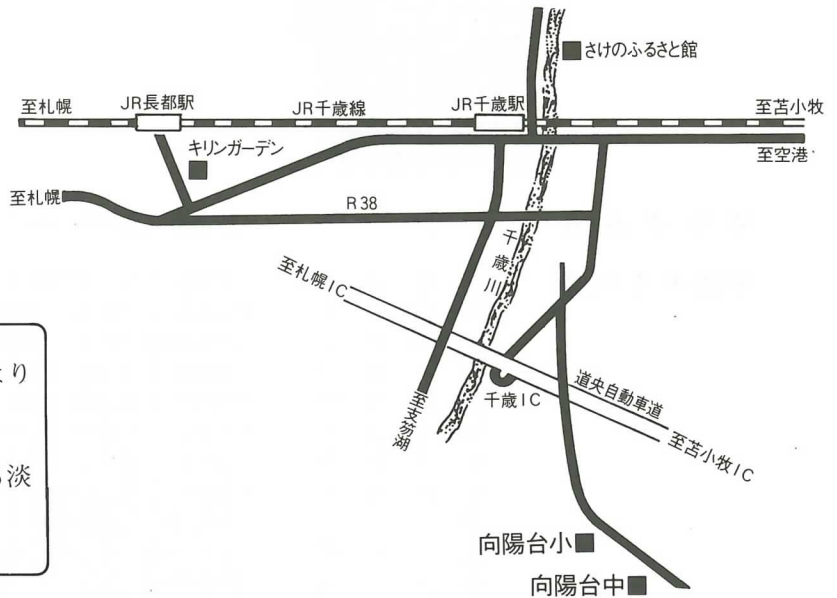 さけのふるさと館
至札幌
JR長都駅
JR千歳線
JR千歳駅
至苫小牧
キリンガーデン
至空港
至札幌
R38
千歳川
至札幌IC
道央自動車道
千歳IC
至支笏湖
至苫小牧IC
り
淡
向陽台小
向陽台中